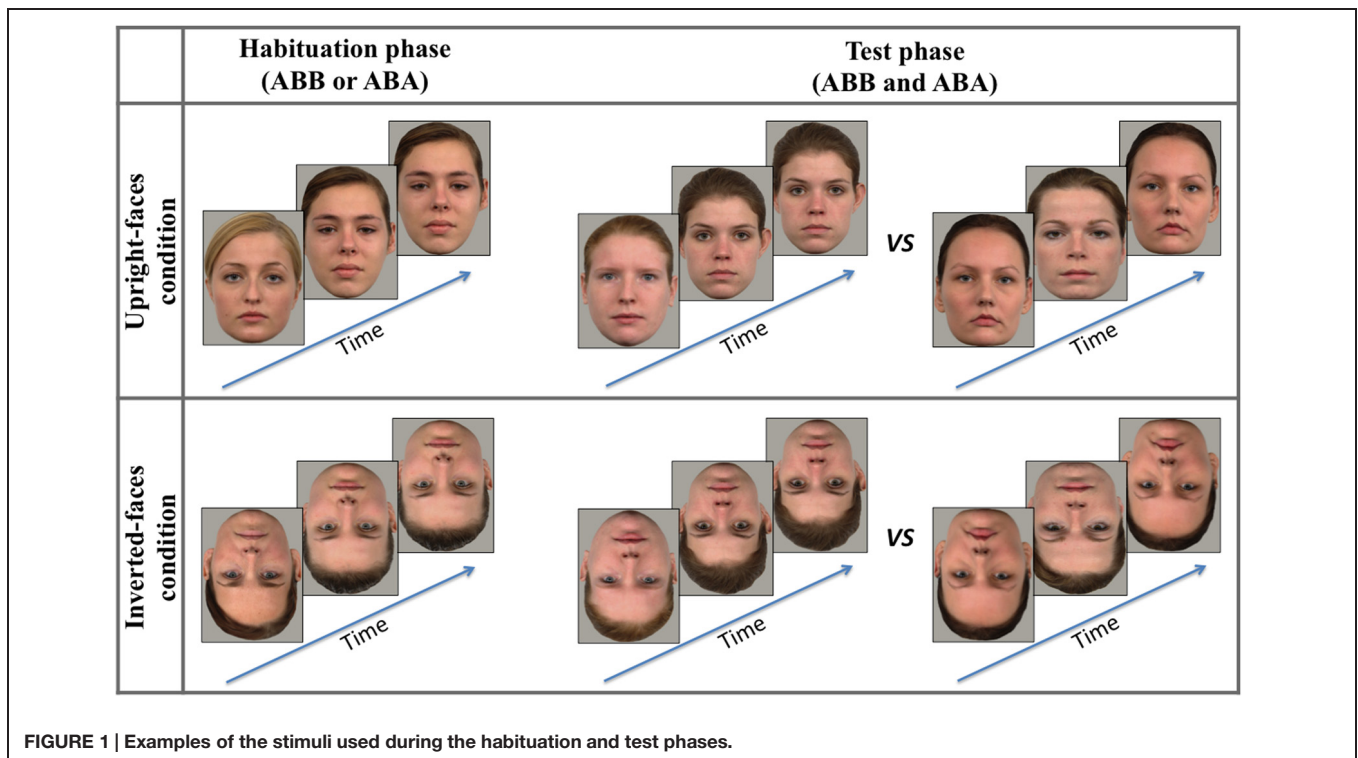 Habituation phase
(ABB or ABA)
Test phase
(ABB and ABA)
Upright-faces
condition
Time
Time
VS
Time
Inverted-faces
condition
Time
Time
VS
Time
FIGURE 1 | Examples of the stimuli used during the habituation and test phases.